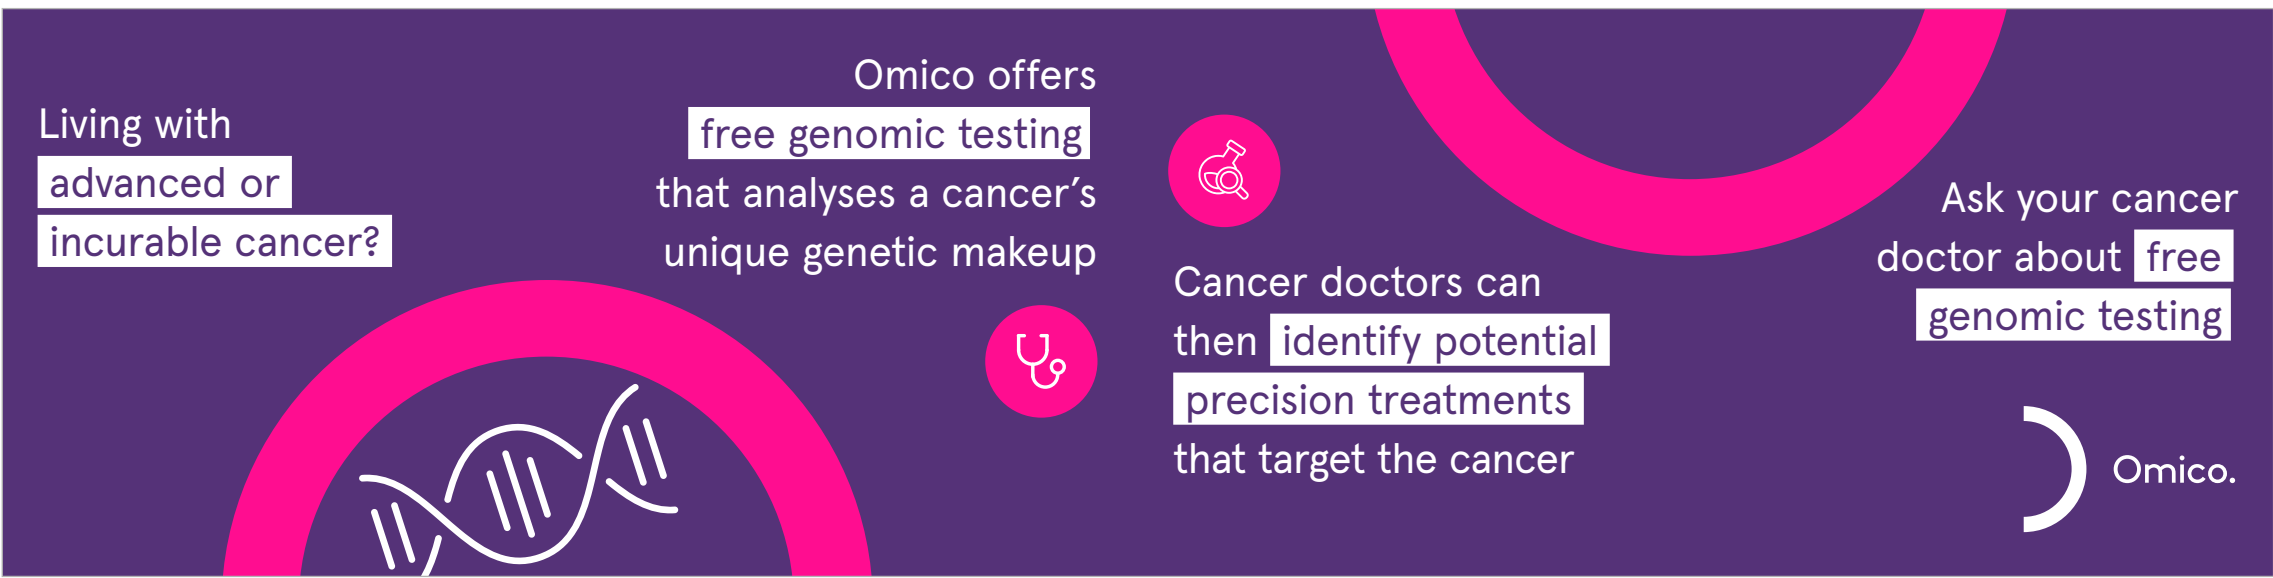 Living with
advanced or
incurable cancer?
Omico offers
free genomic testing
that analyses a cancer’s
unique genetic makeup
Cancer doctors can
then identify potential
precision treatments
that target the cancer
Ask your cancer
doctor about free
genomic testing
Omico.